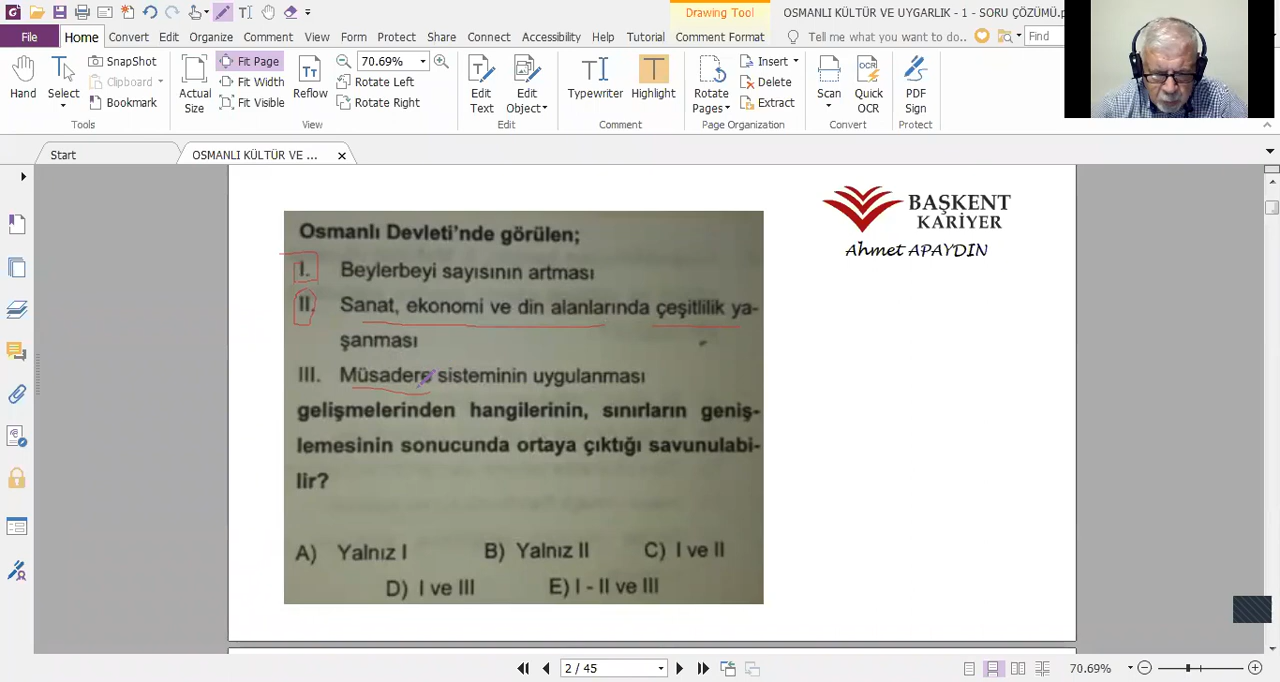 Drawing Tool
OSMANLI KÜLTÜR VE UYGARLIK - 1 - SORU ÇÖZÜMÜ.p
File Home Convert Edit Organize Comment View Form Protect Share Connect Accessibility Help Tutorial Comment Format Tell me what you want to do.. Find
Hand Select SnapShot Clipboard Bookmark
Tools
Actual Size Fit Page Fit Width Fit Visible Reflow 70.69% Rotate Left Rotate Right
View
Edit Text Edit Object
Edit
Typewriter Highlight
Comment
Rotate Pages Insert Delete Extract
Page Organization
Scan Quick OCR
Convert
PDF Sign
Protect
Start OSMANLI KÜLTÜR VE ...
BAŞKENT
KARİYER
Ahmet APAYDIN
Osmanlı Devleti'nde görülen;
I. Beylerbeyi sayısının artması
II. Sanat, ekonomi ve din alanlarında çeşitlilik ya-
şanması
III. Müsadere sisteminin uygulanması
gelişmelerinden hangilerinin, sınırların geniş-
lemesinin sonucunda ortaya çıktığı savunulabi-
lir?
A) Yalnız I B) Yalnız II C) I ve II
D) I ve III E) I - II ve III
2 / 45 70.69%